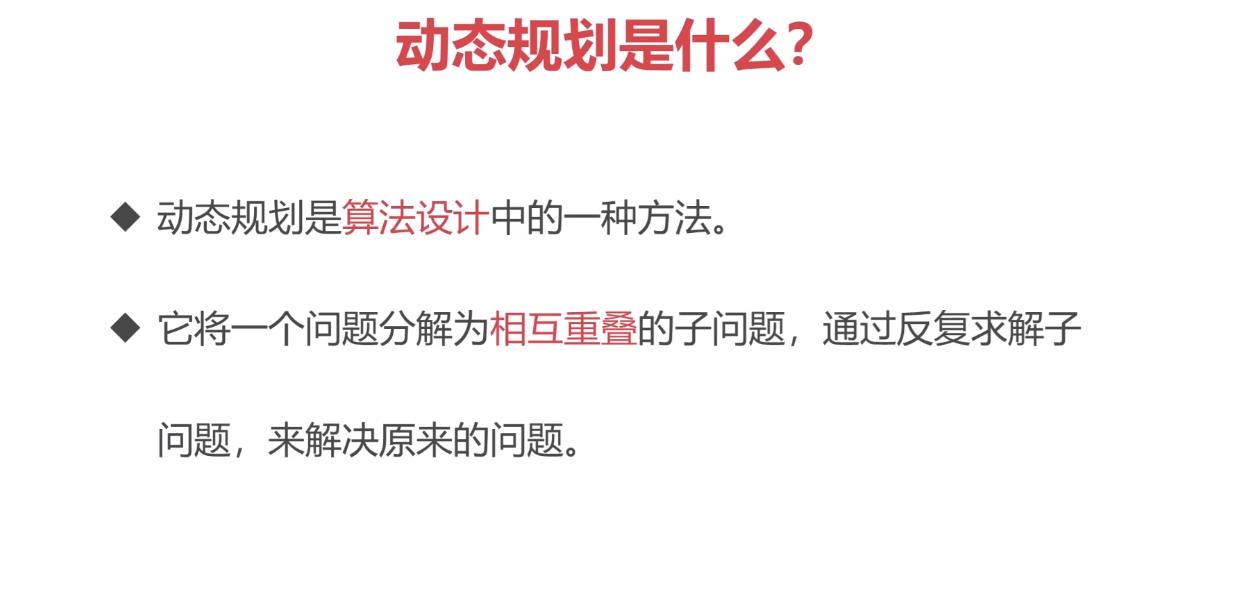 动态规划是什么？
◆ 动态规划是算法设计中的一种方法。
◆ 它将一个问题分解为相互重叠的子问题，通过反复求解子
问题，来解决原来的问题。